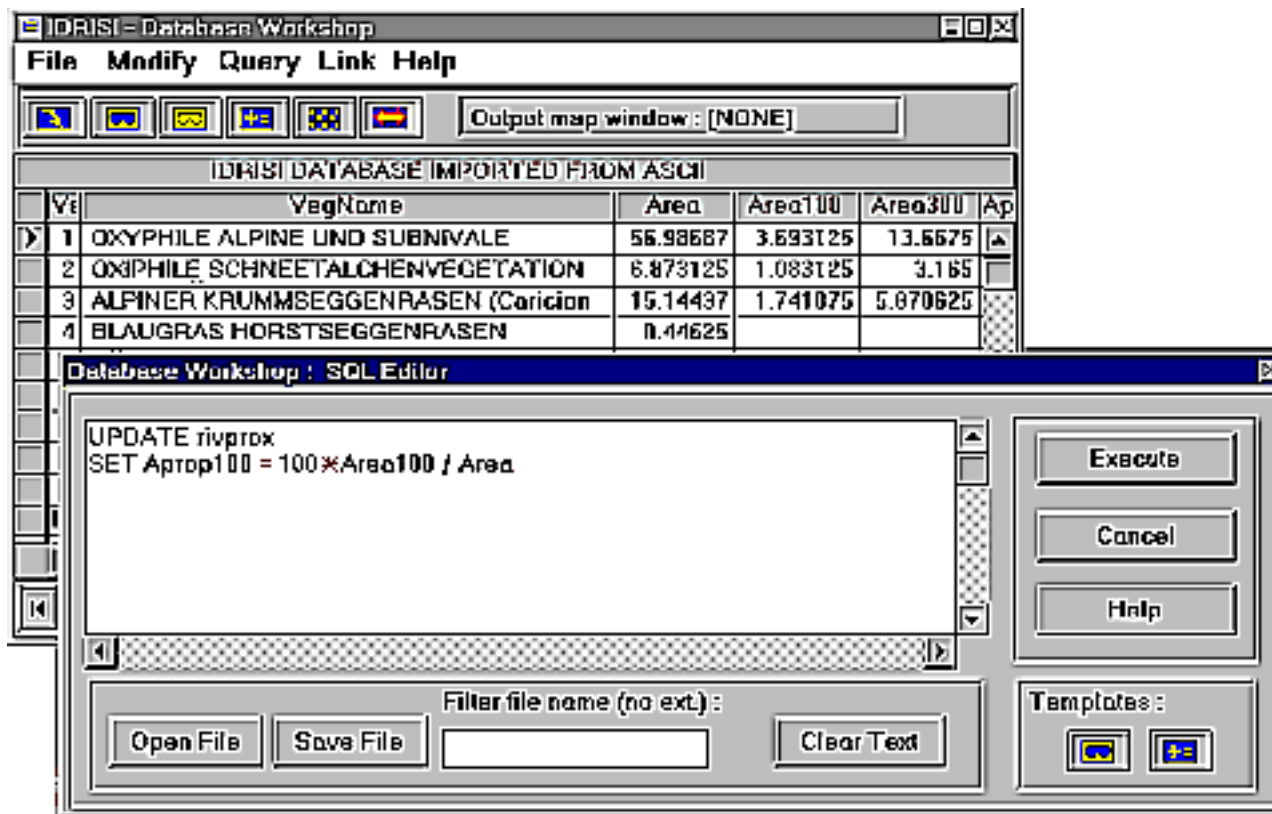 IDRISI - Database Workshop
File Modify Query Link Help
Output map window : [NONE]
IDRISI DATABASE IMPORTED FROM ASCII
Ve VegName Area Area100 Area300 Ap
1 OXYPHILE ALPINE UND SUBNIVALE 56.98687 3.693125 13.6675
2 OXIPHILE SCHNEETALCHENVEGETATION 6.873125 1.083125 3.165
3 ALPINER KRUMMSEGGENRASEN (Caricion 15.14437 1.741875 5.870625
4 BLAUGRAS HORSTSEGGENRASEN 0.44625
Database Workshop : SQL Editor
UPDATE rivprox
SET Aprop100 = 100*Area100 / Area
Execute
Cancel
Help
Filter file name (no ext.) :
Open File Save File Clear Text
Templates :